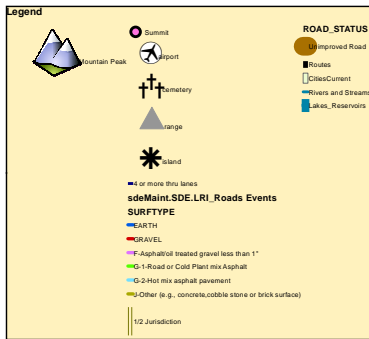 Legend
Mountain Peak
Summit
airport
cemetery
range
island
4 or more thru lanes
sdeMaint.SDE.LRI_Roads Events
SURFTYPE
EARTH
GRAVEL
F-Asphalt/oil treated gravel less than 1"
G-1-Road or Cold Plant mix Asphalt
G-2-Hot mix asphalt pavement
J-Other (e.g., concrete,cobble stone or brick surface)
1/2 Jurisdiction
ROAD_STATUS
Unimproved Road
Routes
CitiesCurrent
Rivers and Streams
Lakes_Reservoirs